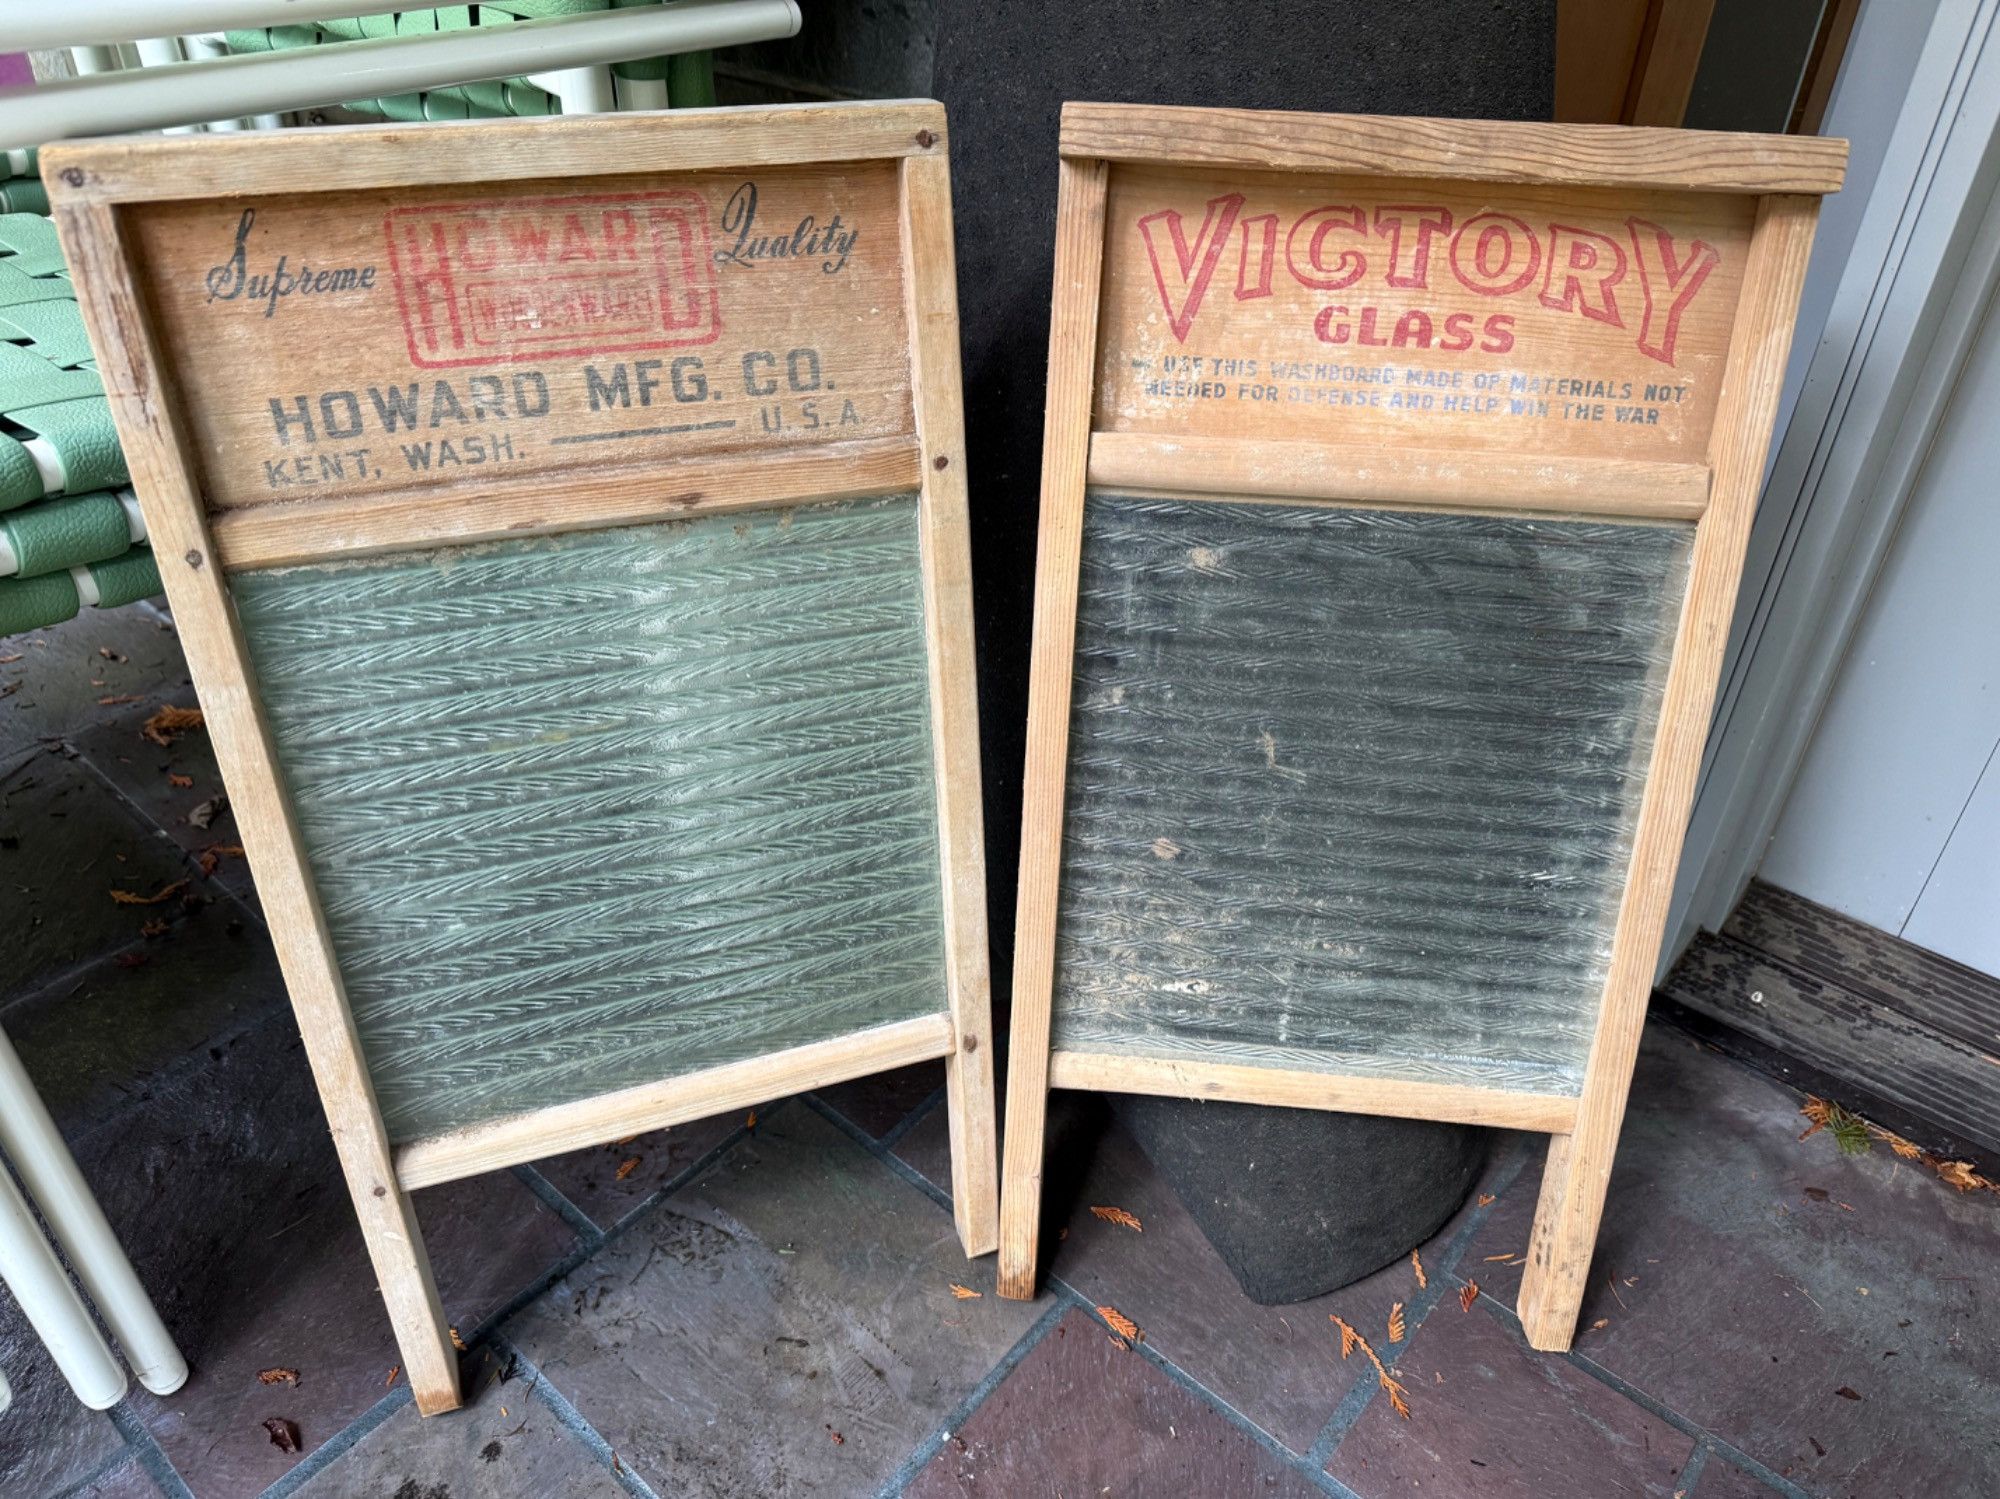 Supreme
HOWARD
WOODENWARE
Quality
HOWARD MFG. CO.
KENT, WASH. U.S.A.
VICTORY
GLASS
USE THIS WASHBOARD MADE OF MATERIALS NOT
NEEDED FOR DEFENSE AND HELP WIN THE WAR